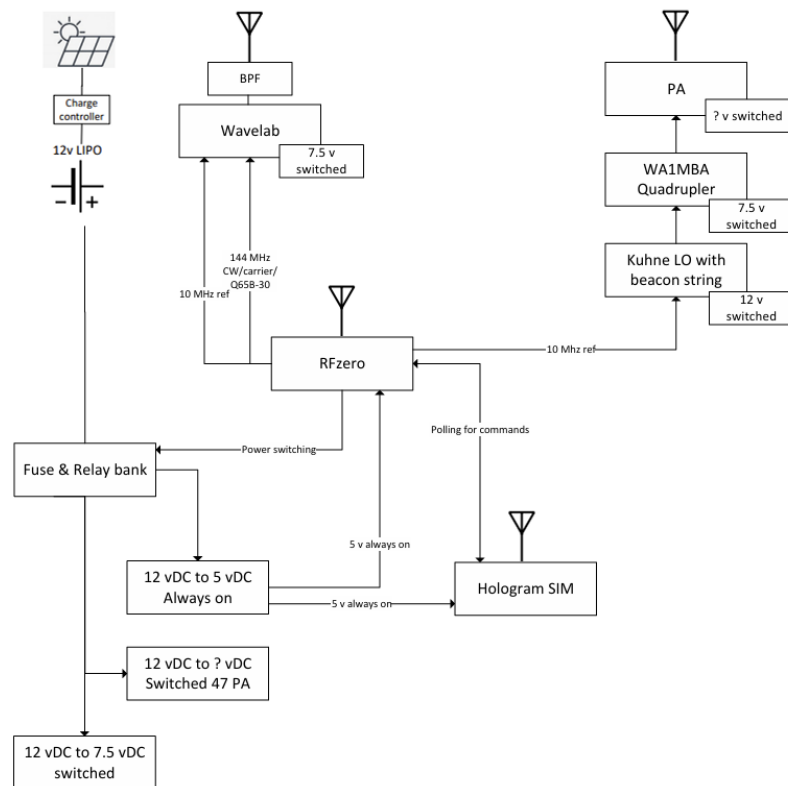 Charge
controller
12v LIPO
BPF
Wavelab
7.5 v
switched
PA
? v switched
WA1MBA
Quadrupler
7.5 v
switched
Kuhne LO with
beacon string
12 v
switched
144 MHz
CW/carrier/
Q65B-30
10 MHz ref
RFzero
10 Mhz ref
Polling for commands
Power switching
Fuse & Relay bank
5 v always on
12 vDC to 5 vDC
Always on
5 v always on
Hologram SIM
12 vDC to ? vDC
Switched 47 PA
12 vDC to 7.5 vDC
switched